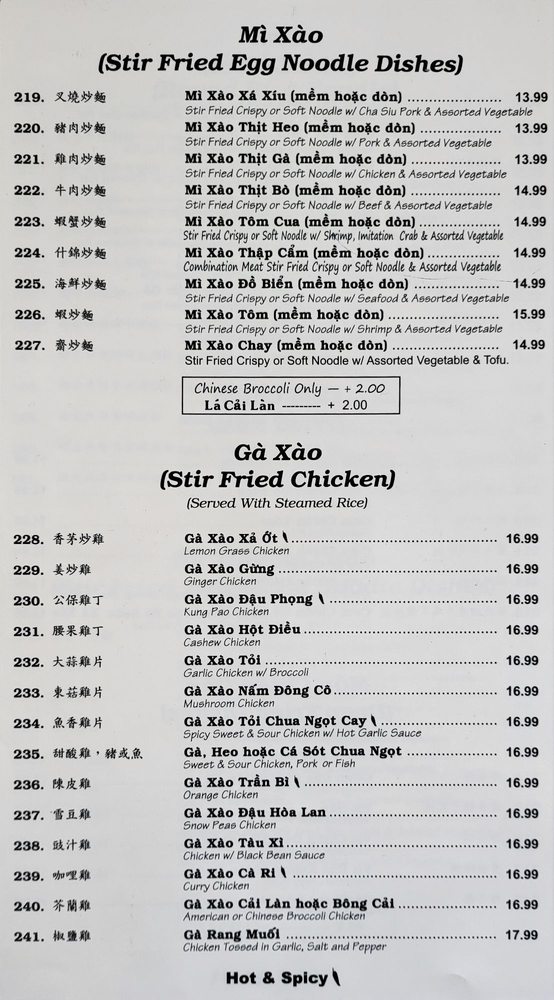 Mì Xào
(Stir Fried Egg Noodle Dishes)
219. 叉燒炒麵 Mì Xào Xá Xíu (mềm hoặc dòn) ........................ 13.99
Stir Fried Crispy or Soft Noodle w/ Cha Siu Pork & Assorted Vegetable
220. 豬肉炒麵 Mì Xào Thịt Heo (mềm hoặc dòn) .................... 13.99
Stir Fried Crispy or Soft Noodle w/ Pork & Assorted Vegetable
221. 雞肉炒麵 Mì Xào Thịt Gà (mềm hoặc dòn) ...................... 13.99
Stir Fried Crispy or Soft Noodle w/ Chicken & Assorted Vegetable
222. 牛肉炒麵 Mì Xào Thịt Bò (mềm hoặc dòn) ...................... 14.99
Stir Fried Crispy or Soft Noodle w/ Beef & Assorted Vegetable
223. 蝦蟹炒麵 Mì Xào Tôm Cua (mềm hoặc dòn) .................... 14.99
Stir Fried Crispy or Soft Noodle w/ Shrimp, Imitation Crab & Assorted Vegetable
224. 什錦炒麵 Mì Xào Thập Cẩm (mềm hoặc dòn) .................. 14.99
Combination Meat Stir Fried Crispy or Soft Noodle & Assorted Vegetable
225. 海鮮炒麵 Mì Xào Đồ Biển (mềm hoặc dòn) ..................... 14.99
Stir Fried Crispy or Soft Noodle w/ Seafood & Assorted Vegetable
226. 蝦炒麵 Mì Xào Tôm (mềm hoặc dòn) ........................... 15.99
Stir Fried Crispy or Soft Noodle w/ Shrimp & Assorted Vegetable
227. 齋炒麵 Mì Xào Chay (mềm hoặc dòn) .......................... 14.99
Stir Fried Crispy or Soft Noodle w/ Assorted Vegetable & Tofu.
Chinese Broccoli Only — + 2.00
Lá Cải Làn --------- + 2.00
Gà Xào
(Stir Fried Chicken)
(Served With Steamed Rice)
228. 香茅炒雞 Gà Xào Xả Ớt .................................................. 16.99
Lemon Grass Chicken
229. 姜炒雞 Gà Xào Gừng ..................................................... 16.99
Ginger Chicken
230. 公保雞丁 Gà Xào Đậu Phọng .......................................... 16.99
Kung Pao Chicken
231. 腰果雞丁 Gà Xào Hột Điều ............................................... 16.99
Cashew Chicken
232. 大蒜雞片 Gà Xào Tỏi ........................................................ 16.99
Garlic Chicken w/ Broccoli
233. 東菇雞片 Gà Xào Nấm Đông Cô ........................................ 16.99
Mushroom Chicken
234. 魚香雞片 Gà Xào Tỏi Chua Ngọt Cay ............................... 16.99
Spicy Sweet & Sour Chicken w/ Hot Garlic Sauce
235. 甜酸雞，豬或魚 Gà, Heo hoặc Cá Sót Chua Ngọt ......................... 16.99
Sweet & Sour Chicken, Pork or Fish
236. 陳皮雞 Gà Xào Trần Bì ................................................ 16.99
Orange Chicken
237. 雪豆雞 Gà Xào Đậu Hòa Lan ......................................... 16.99
Snow Peas Chicken
238. 豉汁雞 Gà Xào Tàu Xì ................................................... 16.99
Chicken w/ Black Bean Sauce
239. 咖哩雞 Gà Xào Cà Ri .................................................. 16.99
Curry Chicken
240. 芥蘭雞 Gà Xào Cải Làn hoặc Bông Cải ........................... 16.99
American or Chinese Broccoli Chicken
241. 椒鹽雞 Gà Rang Muối .................................................... 17.99
Chicken Tossed in Garlic, Salt and Pepper
Hot & Spicy